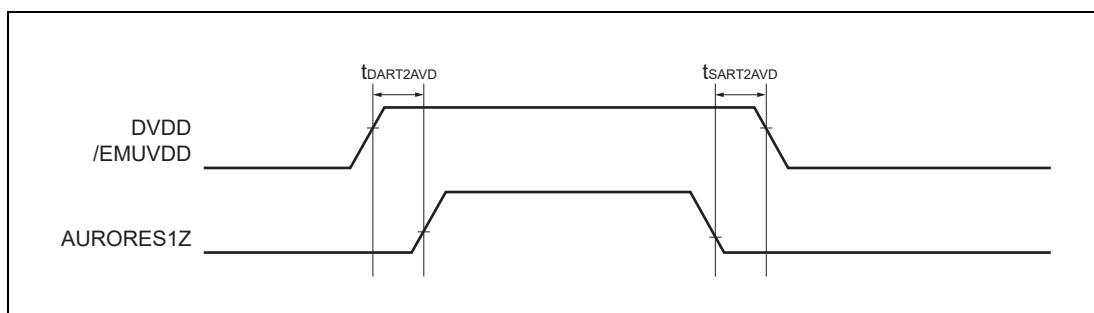 tDART2AVD
tSART2AVD
DVDD
/EMUVDD
AURORES1Z